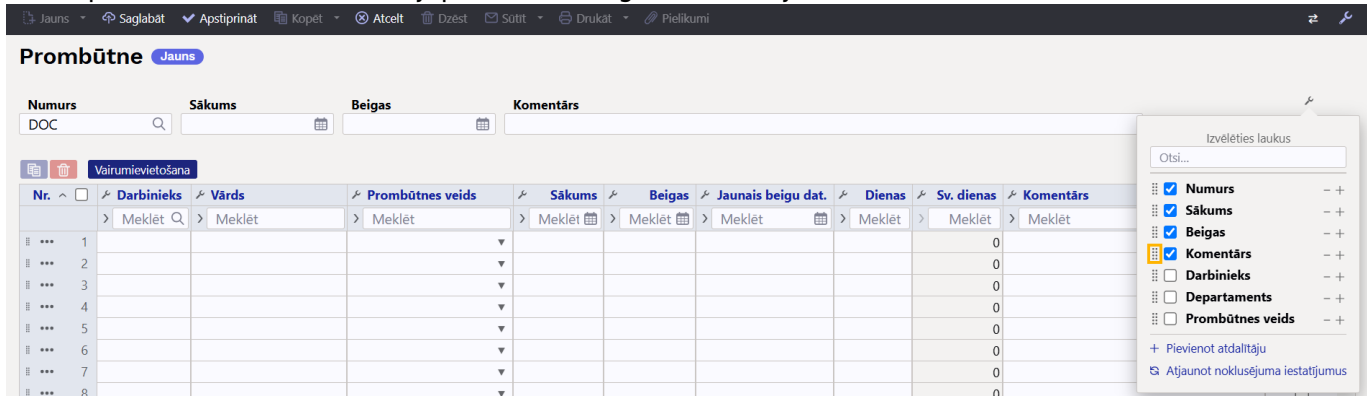 Jauns Saglabāt Apstiprināt Kopēt Atcelt Dzēst Sūtīt Drukāt Pielikumi
Prombūtne Jauns
Numurs Sākums Beigas Komentārs
DOC
Izvēlēties laukus
Otsi...
Vairumievietošana
Nr. Darbinieks Vārds Prombūtnes veids Sākums Beigas Jaunais beigu dat. Dienas Sv. dienas Komentārs
Meklēt Meklēt Meklēt Meklēt Meklēt Meklēt Meklēt Meklēt Meklēt
1 0
2 0
3 0
4 0
5 0
6 0
7 0
8 0
Numurs - +
Sākums - +
Beigas - +
Komentārs - +
Darbinieks - +
Departaments - +
Prombūtnes veids - +
+ Pievienot atdalītāju
Atjaunot noklusējuma iestatījumus